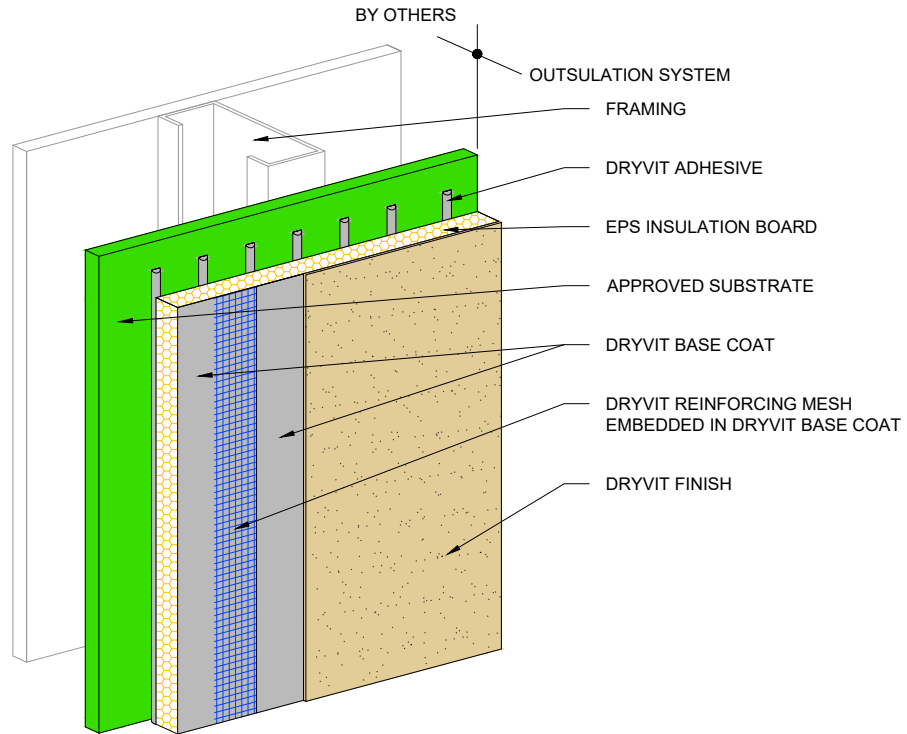 BY OTHERS
OUTSULATION SYSTEM
FRAMING
DRYVIT ADHESIVE
EPS INSULATION BOARD
APPROVED SUBSTRATE
DRYVIT BASE COAT
DRYVIT REINFORCING MESH
EMBEDDED IN DRYVIT BASE COAT
DRYVIT FINISH